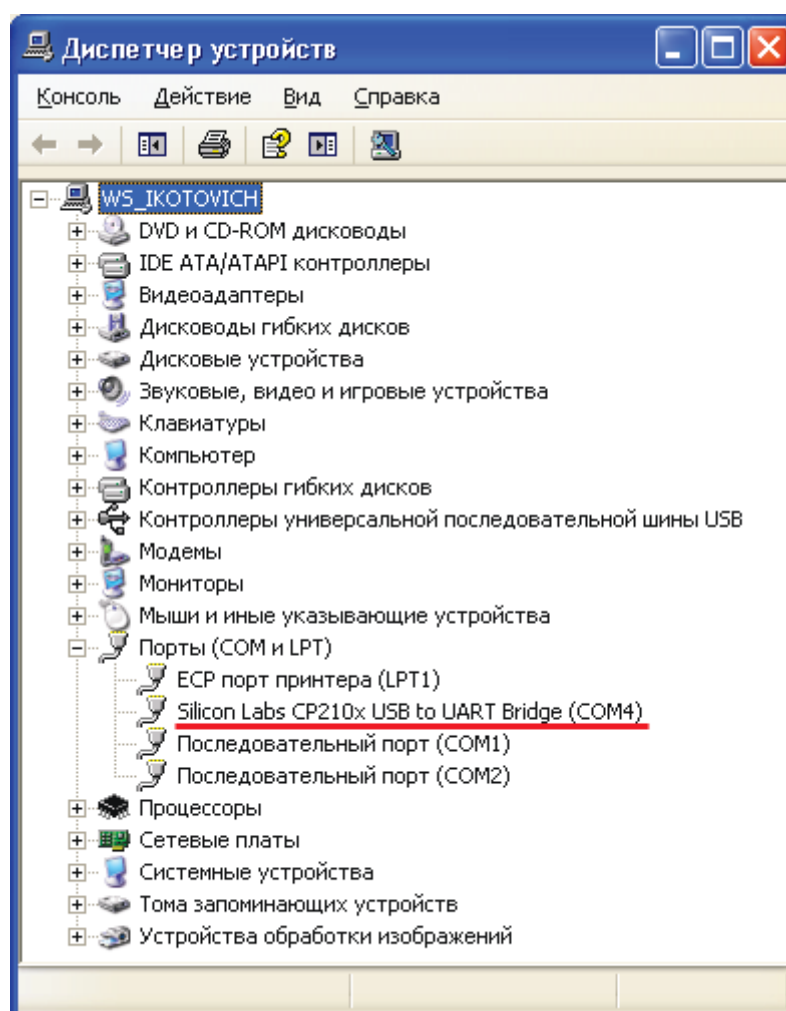 Диспетчер устройств
Консоль Действие Вид Справка
WS_IKOTOVICH
DVD и CD-ROM дисководы
IDE ATA/ATAPI контроллеры
Видеоадаптеры
Дисководы гибких дисков
Дисковые устройства
Звуковые, видео и игровые устройства
Клавиатуры
Компьютер
Контроллеры гибких дисков
Контроллеры универсальной последовательной шины USB
Модемы
Мониторы
Мыши и иные указывающие устройства
Порты (COM и LPT)
ECP порт принтера (LPT1)
Silicon Labs CP210x USB to UART Bridge (COM4)
Последовательный порт (COM1)
Последовательный порт (COM2)
Процессоры
Сетевые платы
Системные устройства
Тома запоминающих устройств
Устройства обработки изображений